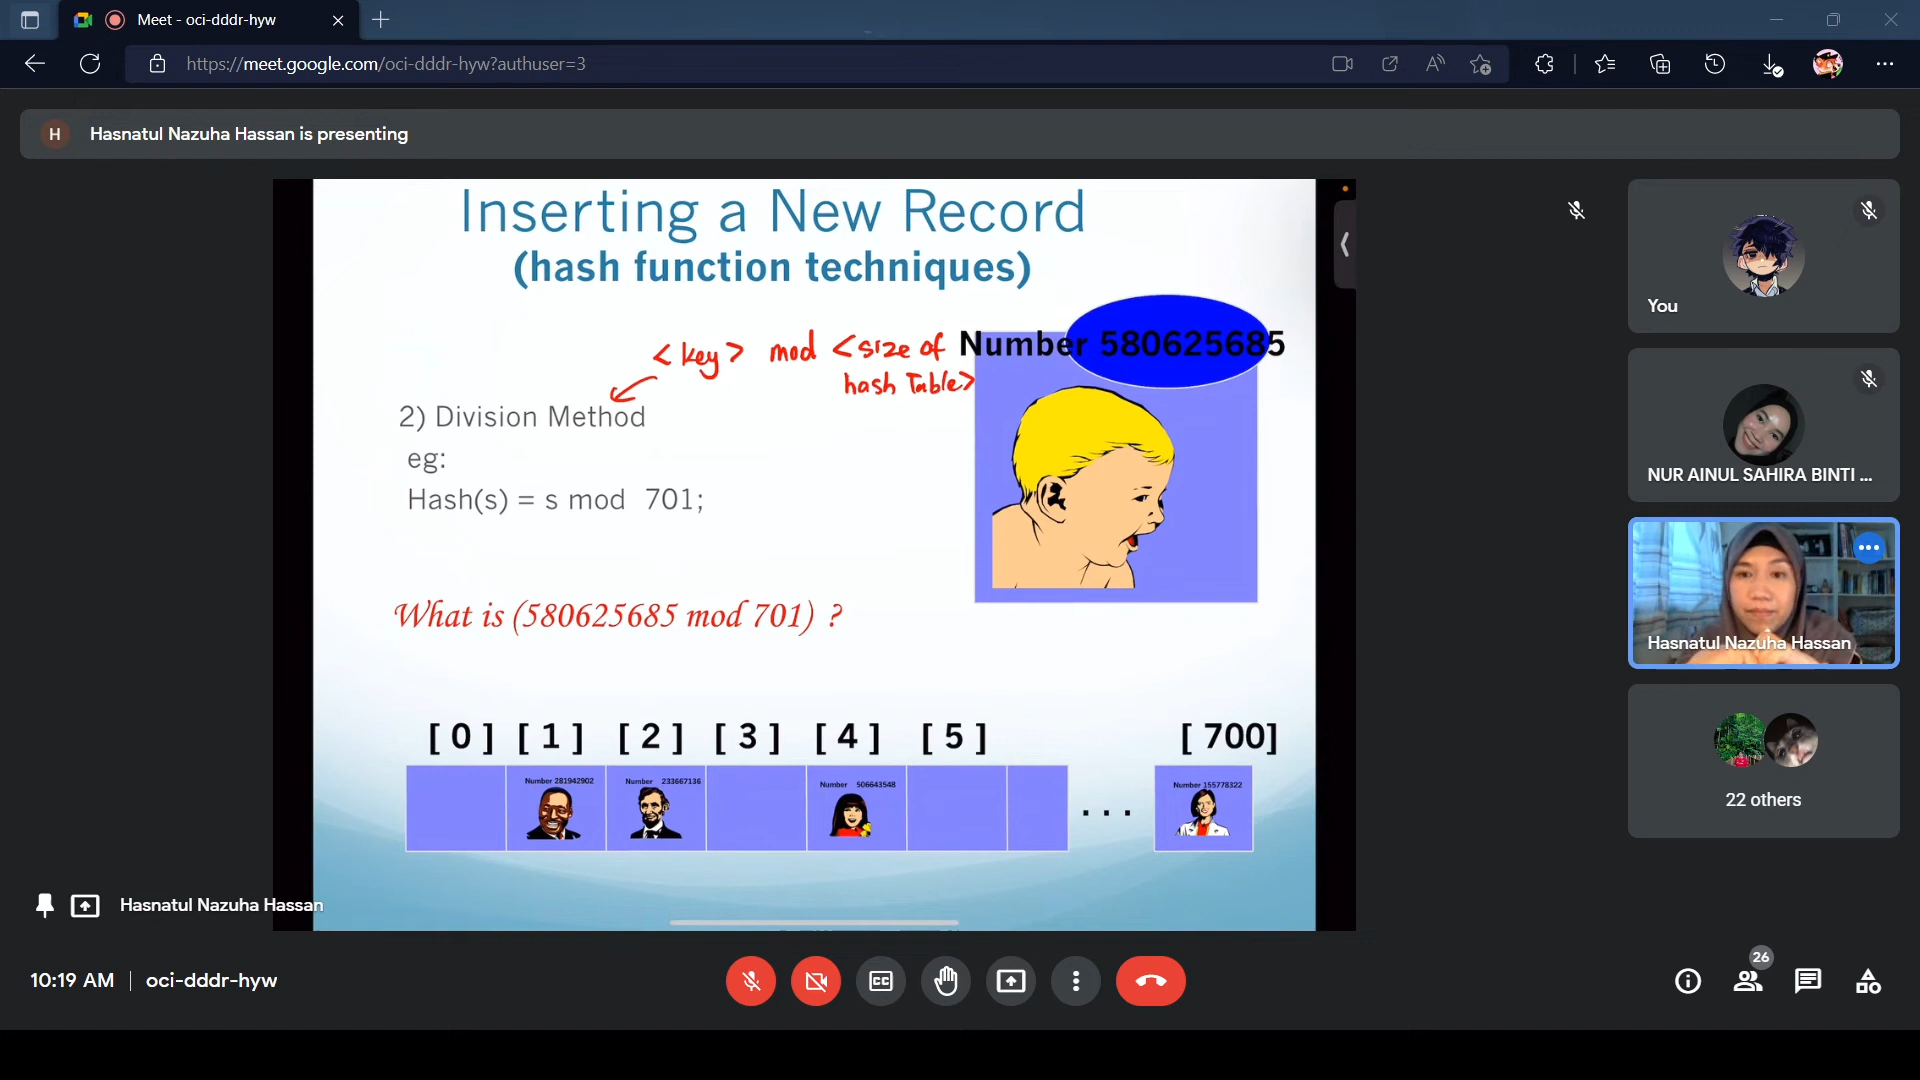 Meet - oci-dddr-hyw
https://meet.google.com/oci-dddr-hyw?authuser=3
H
Hasnatul Nazuha Hassan is presenting
Inserting a New Record
(hash function techniques)
<key> mod <size of
hash Table>
Number 580625685
2) Division Method
eg:
Hash(s) = s mod 701;
What is (580625685 mod 701) ?
[ 0 ] [ 1 ] [ 2 ] [ 3 ] [ 4 ] [ 5 ] [ 700]
Number 281942902
Number 233667136
Number 506643548
. . .
Number 155778322
You
NUR AINUL SAHIRA BINTI ...
Hasnatul Nazuha Hassan
22 others
Hasnatul Nazuha Hassan
10:19 AM | oci-dddr-hyw
CC
26